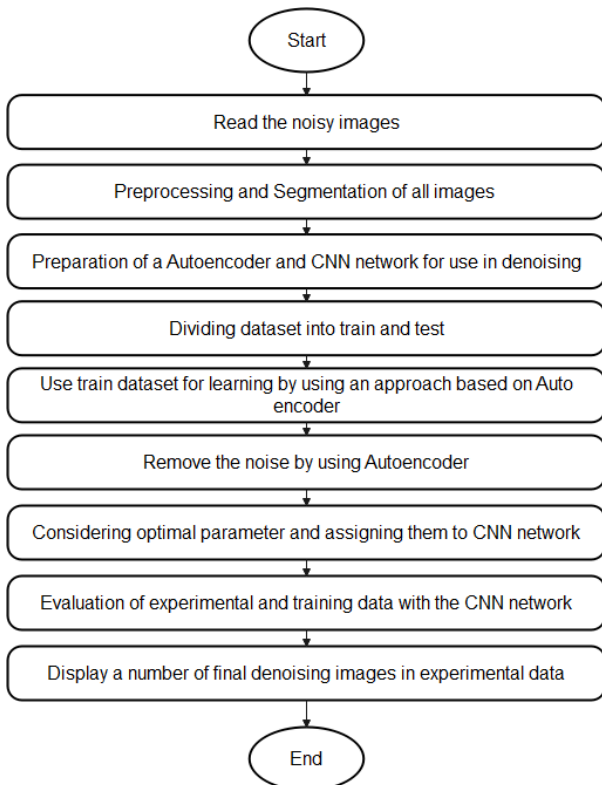 Start
Read the noisy images
Preprocessing and Segmentation of all images
Preparation of a Autoencoder and CNN network for use in denoising
Dividing dataset into train and test
Use train dataset for learning by using an approach based on Auto
encoder
Remove the noise by using Autoencoder
Considering optimal parameter and assigning them to CNN network
Evaluation of experimental and training data with the CNN network
Display a number of final denoising images in experimental data
End